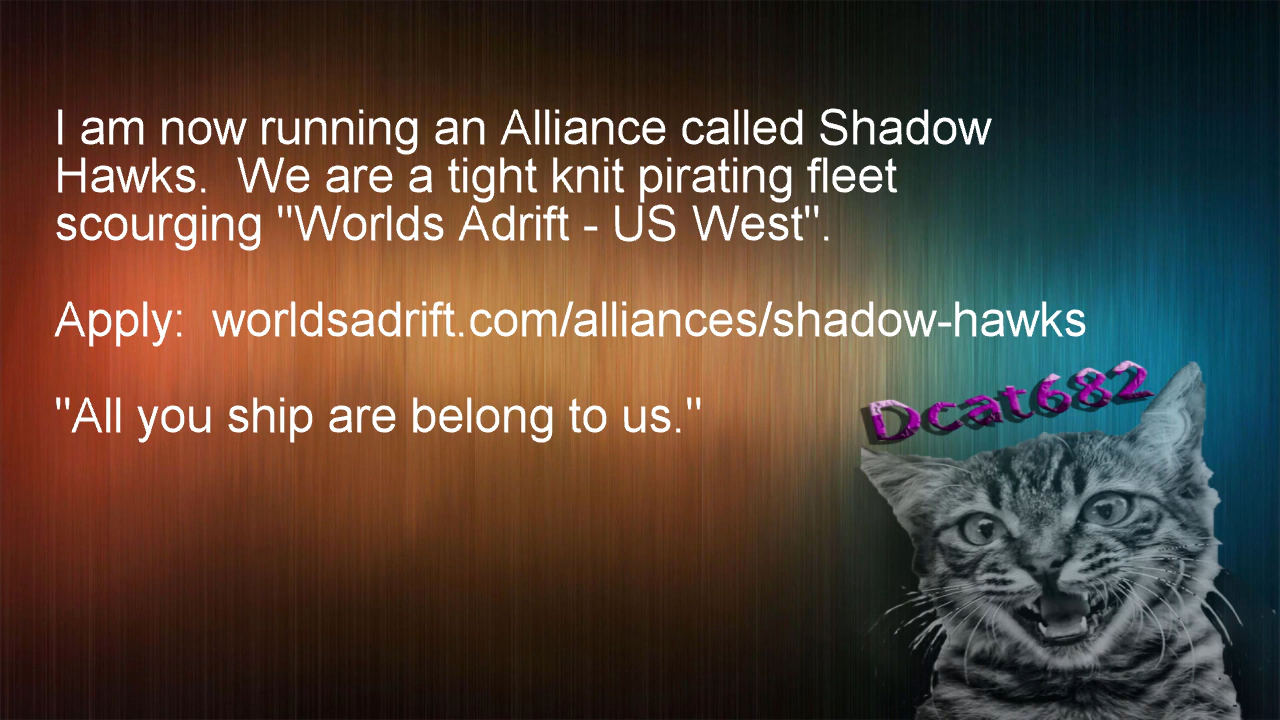 I am now running an Alliance called Shadow
Hawks.  We are a tight knit pirating fleet
scourging "Worlds Adrift - US West".
Apply:  worldsadrift.com/alliances/shadow-hawks
"All you ship are belong to us."
Dcat682